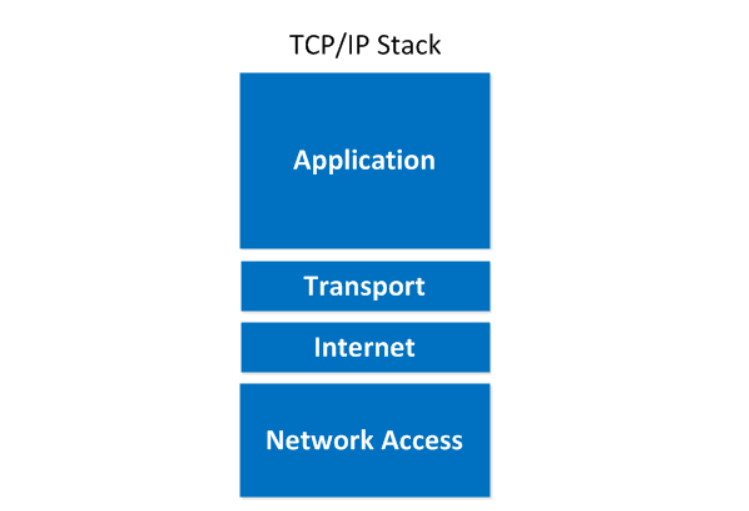 TCP/IP Stack
Application
Transport
Internet
Network Access